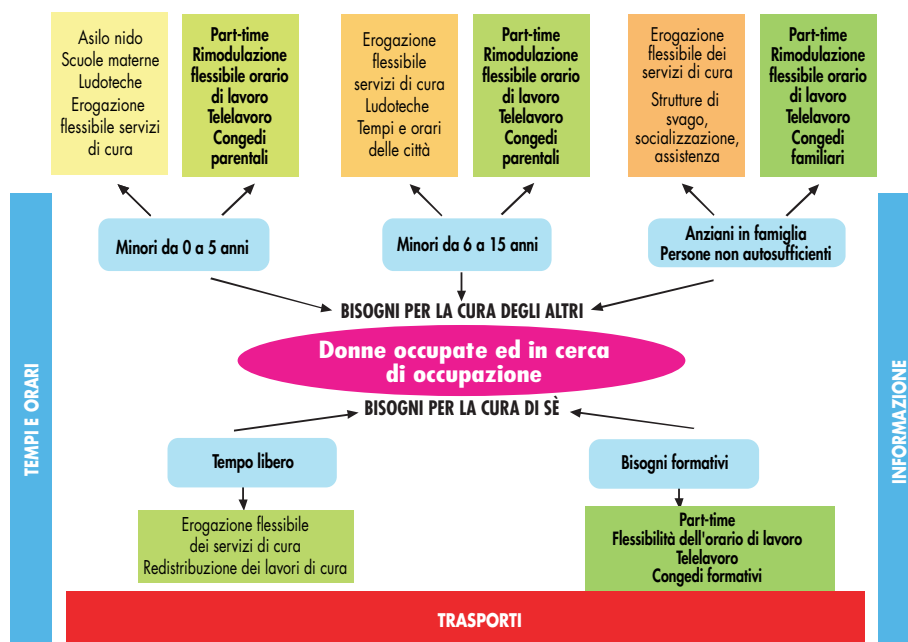 Asilo nido
Scuole materne
Ludoteche
Erogazione
flessibile servizi
di cura
Part-time
Rimodulazione
flessibile orario
di lavoro
Telelavoro
Congedi
parentali
Erogazione
flessibile
servizi di cura
Ludoteche
Tempi e orari
delle città
Part-time
Rimodulazione
flessibile orario
di lavoro
Telelavoro
Congedi
parentali
Erogazione
flessibile dei
servizi di cura
Strutture di
svago,
socializzazione,
assistenza
Part-time
Rimodulazione
flessibile orario
di lavoro
Telelavoro
Congedi
familiari
Minori da 0 a 5 anni
Minori da 6 a 15 anni
Anziani in famiglia
Persone non autosufficienti
BISOGNI PER LA CURA DEGLI ALTRI
Donne occupate ed in cerca
di occupazione
BISOGNI PER LA CURA DI SÈ
TEMPI E ORARI
INFORMAZIONE
Tempo libero
Bisogni formativi
Erogazione flessibile
dei servizi di cura
Redistribuzione dei lavori di cura
Part-time
Flessibilità dell'orario di lavoro
Telelavoro
Congedi formativi
TRASPORTI